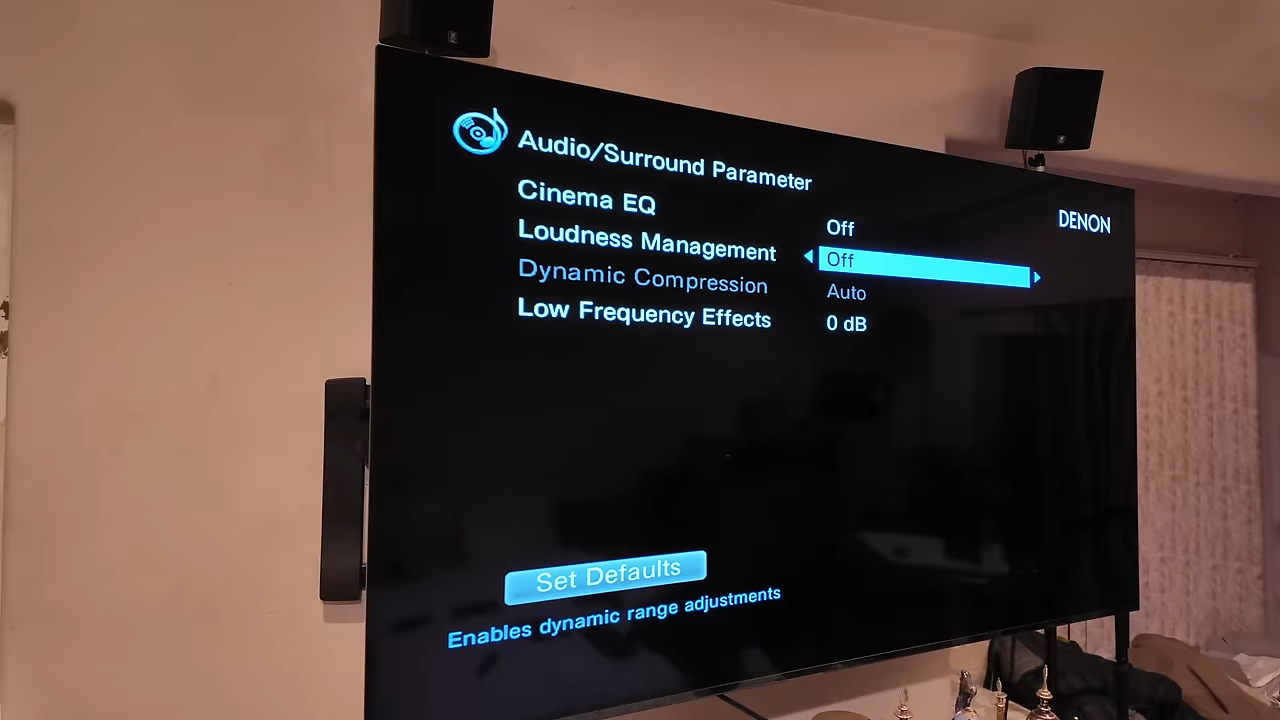 Audio/Surround Parameter
DENON
Cinema EQ Off
Loudness Management Off
Dynamic Compression Auto
Low Frequency Effects 0 dB
Set Defaults
Enables dynamic range adjustments